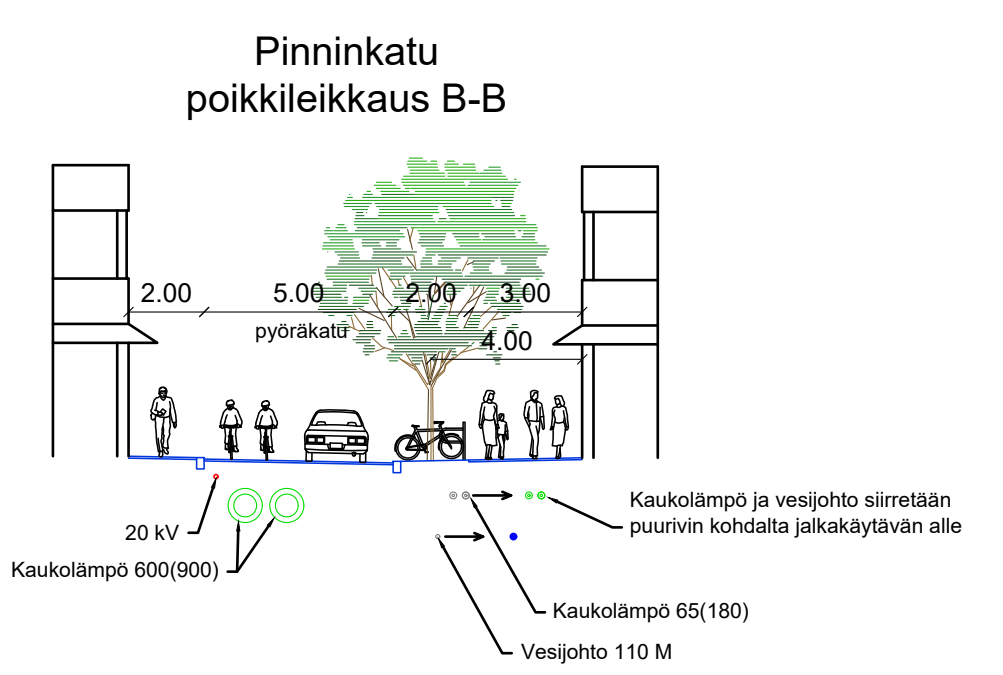 Pinninkatu
poikkileikkaus B-B
2.00
5.00
2.00
3.00
pyöräkatu
4.00
Kaukolämpö ja vesijohto siirretään
puurivin kohdalta jalkakäytävän alle
20 kV
Kaukolämpö 600(900)
Kaukolämpö 65(180)
Vesijohto 110 M